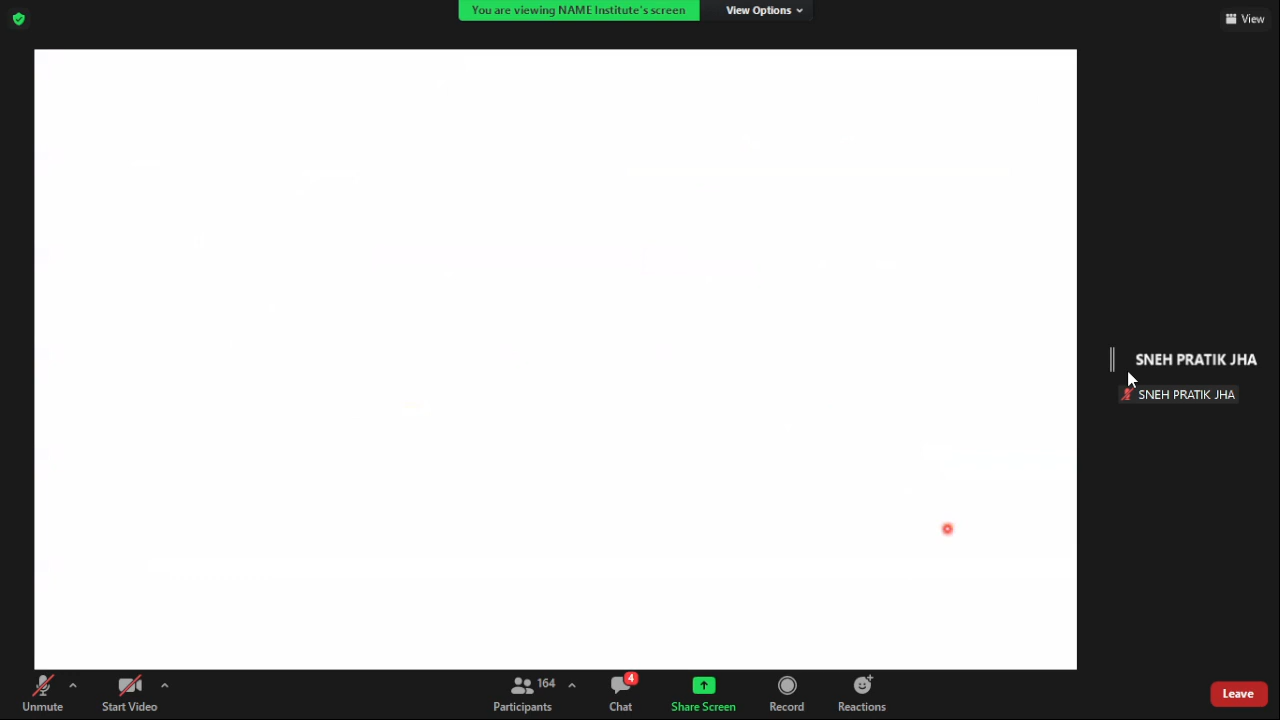 You are viewing NAME Institute's screen
View Options
View
SNEH PRATIK JHA
SNEH PRATIK JHA
Unmute
Start Video
164
Participants
4
Chat
Share Screen
Record
Reactions
Leave